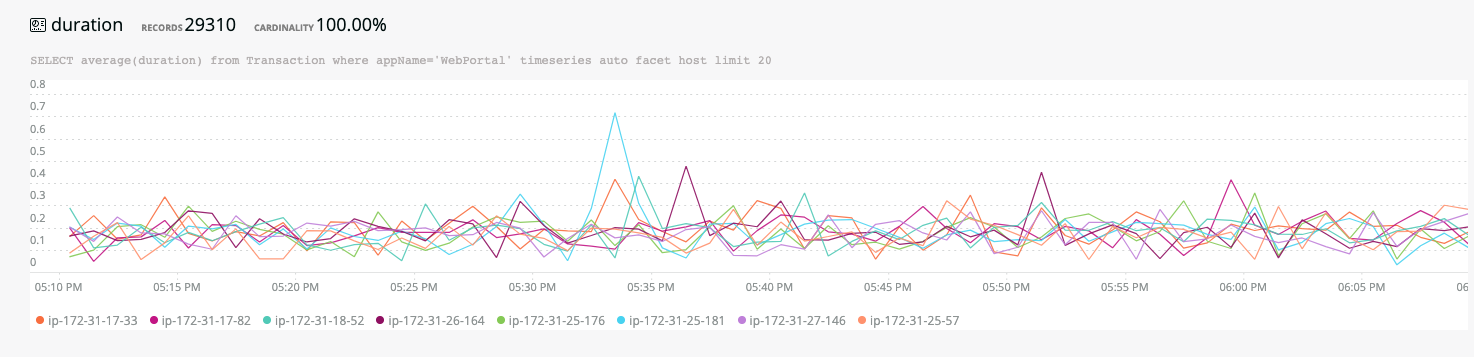 duration RECORDS 29310 CARDINALITY 100.00%
SELECT average(duration) from Transaction where appName='WebPortal' timeseries auto facet host limit 20
0.8
0.7
0.6
0.5
0.4
0.3
0.2
0.1
0
05:10 PM 05:15 PM 05:20 PM 05:25 PM 05:30 PM 05:35 PM 05:40 PM 05:45 PM 05:50 PM 05:55 PM 06:00 PM 06:05 PM 06
ip-172-31-17-33 ip-172-31-17-82 ip-172-31-18-52 ip-172-31-26-164 ip-172-31-25-176 ip-172-31-25-181 ip-172-31-27-146 ip-172-31-25-57